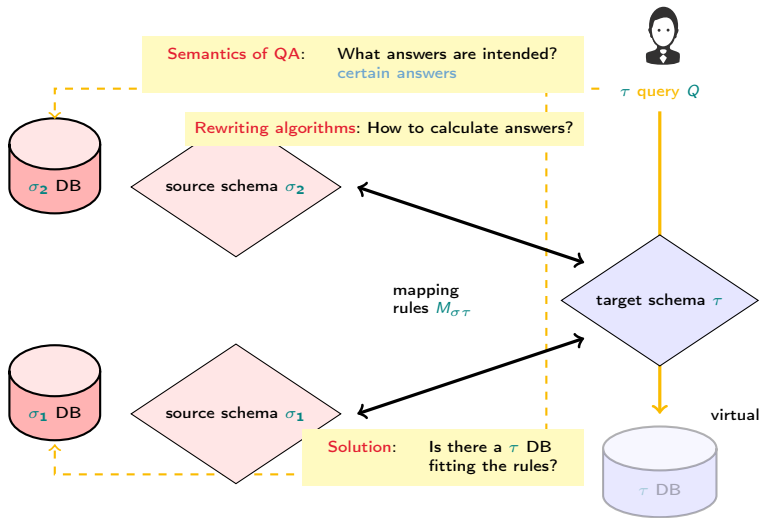 Semantics of QA: What answers are intended?
certain answers
τ query Q
Rewriting algorithms: How to calculate answers?
σ₂ DB
source schema σ₂
mapping
rules M_στ
target schema τ
σ₁ DB
source schema σ₁
virtual
Solution: Is there a τ DB
fitting the rules?
τ DB